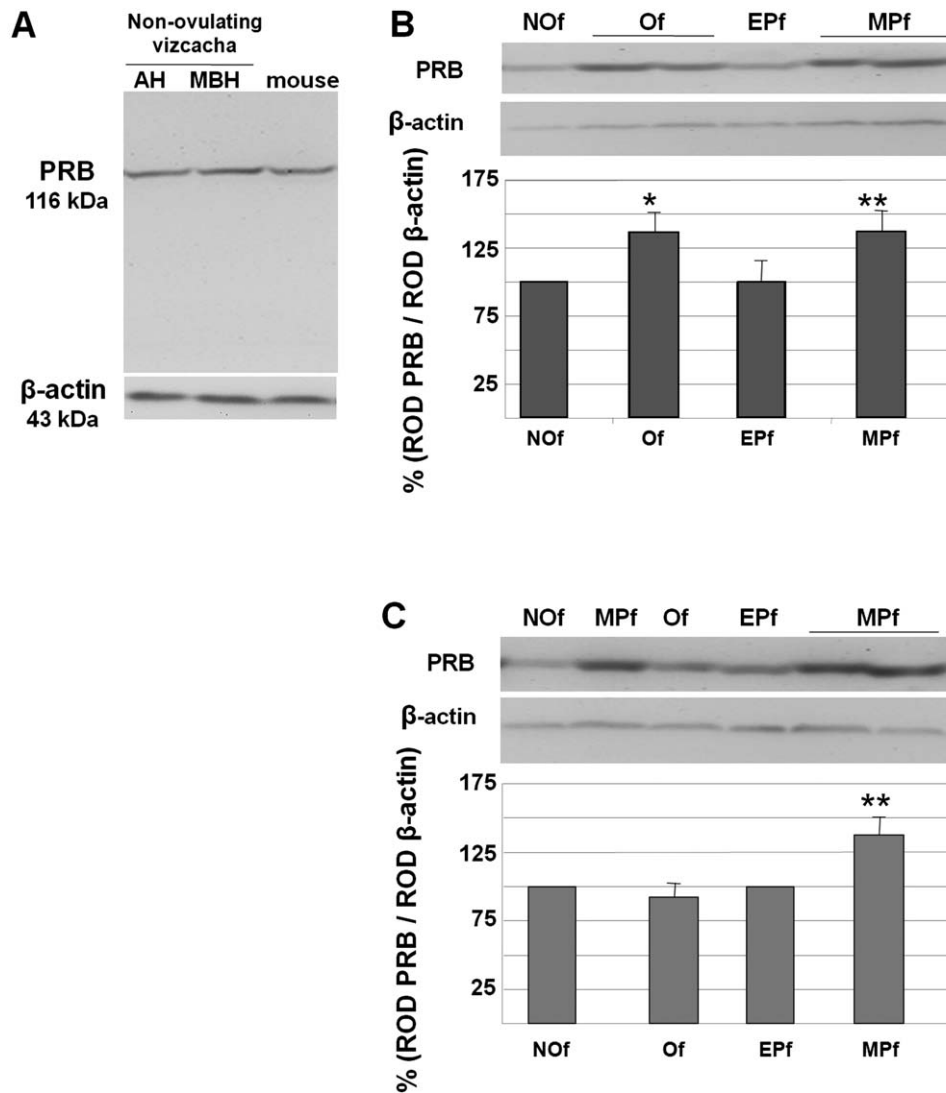 A
Non-ovulating
vizcacha
AH MBH mouse
PRB
116 kDa
β-actin
43 kDa
B
NOf Of EPf MPf
PRB
β-actin
% (ROD PRB / ROD β-actin)
175
125
75
25
* **
NOf Of EPf MPf
C
NOf MPf Of EPf MPf
PRB
β-actin
% (ROD PRB / ROD β-actin)
175
125
75
25
**
NOf Of EPf MPf